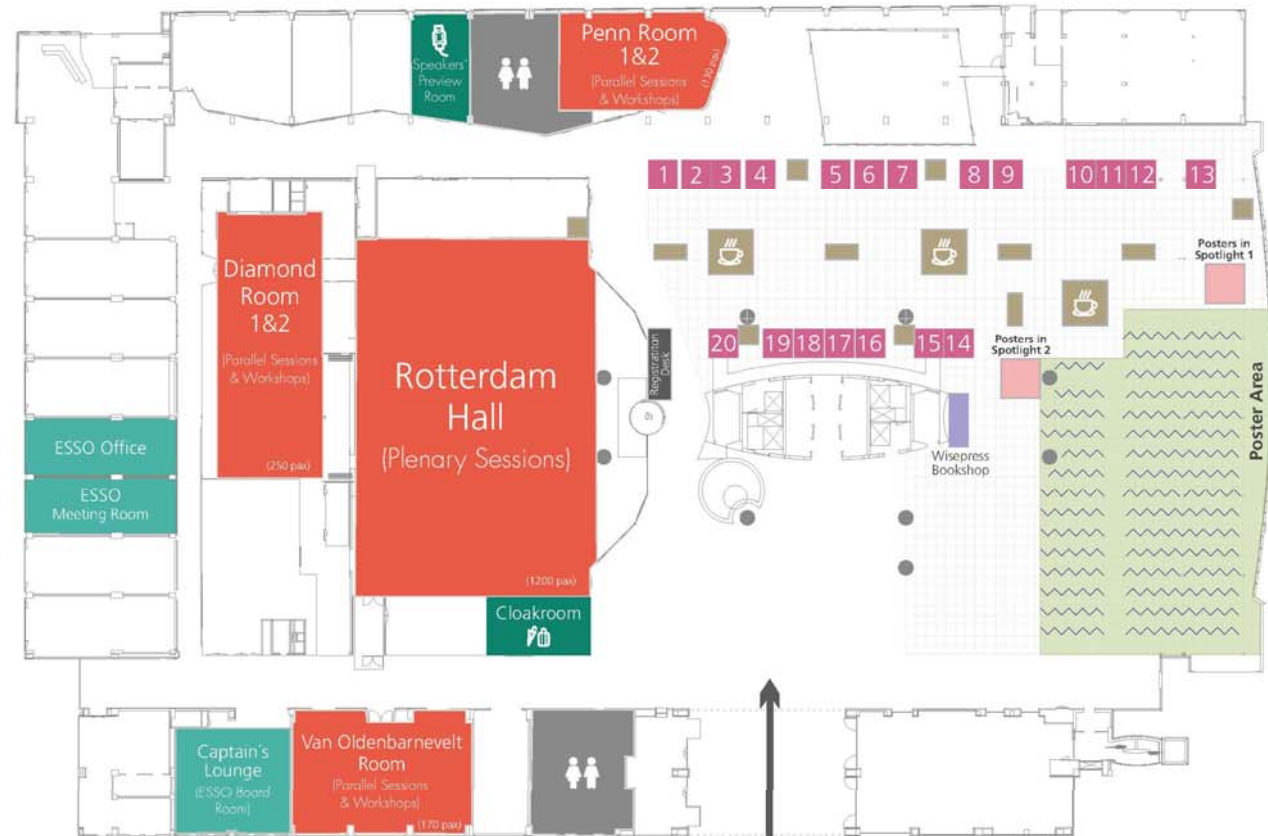 Speakers'
Preview
Room
Penn Room
1&2
(Parallel Sessions
& Workshops)
(130 pax)
1 2 3 4 5 6 7 8 9 10 11 12 13
Posters in
Spotlight 1
Diamond
Room
1&2
(Parallel Sessions
& Workshops)
(250 pax)
Rotterdam
Hall
(Plenary Sessions)
(1200 pax)
Registratiton
Desk
20 19 18 17 16 15 14
Posters in
Spotlight 2
Poster Area
Wisepress
Bookshop
ESSO Office
ESSO
Meeting Room
Cloakroom
Captain's
Lounge
(ESSO Board-
Room)
Van Oldenbarnevelt
Room
(Parallel Sessions
& Workshops)
(170 pax)